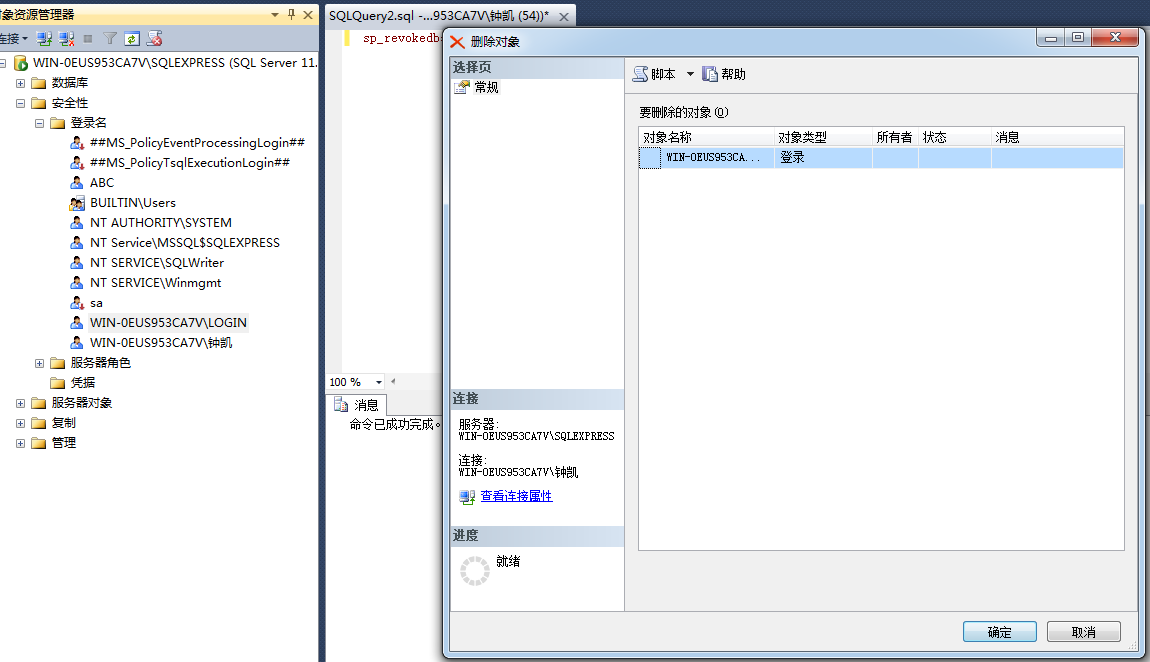 对象资源管理器
连接
WIN-0EUS953CA7V\SQLEXPRESS (SQL Server 11.
数据库
安全性
登录名
##MS_PolicyEventProcessingLogin##
##MS_PolicyTsqlExecutionLogin##
ABC
BUILTIN\Users
NT AUTHORITY\SYSTEM
NT Service\MSSQL$SQLEXPRESS
NT SERVICE\SQLWriter
NT SERVICE\Winmgmt
sa
WIN-0EUS953CA7V\LOGIN
WIN-0EUS953CA7V\钟凯
服务器角色
凭据
服务器对象
复制
管理
SQLQuery2.sql -...953CA7V\钟凯 (54))*
sp_revokedb
100 %
消息
命令已成功完成。
删除对象
选择页
常规
连接
服务器:
WIN-0EUS953CA7V\SQLEXPRESS
连接:
WIN-0EUS953CA7V\钟凯
查看连接属性
进度
就绪
脚本 帮助
要删除的对象(Q)
对象名称 对象类型 所有者 状态 消息
WIN-0EUS953CA... 登录
确定 取消